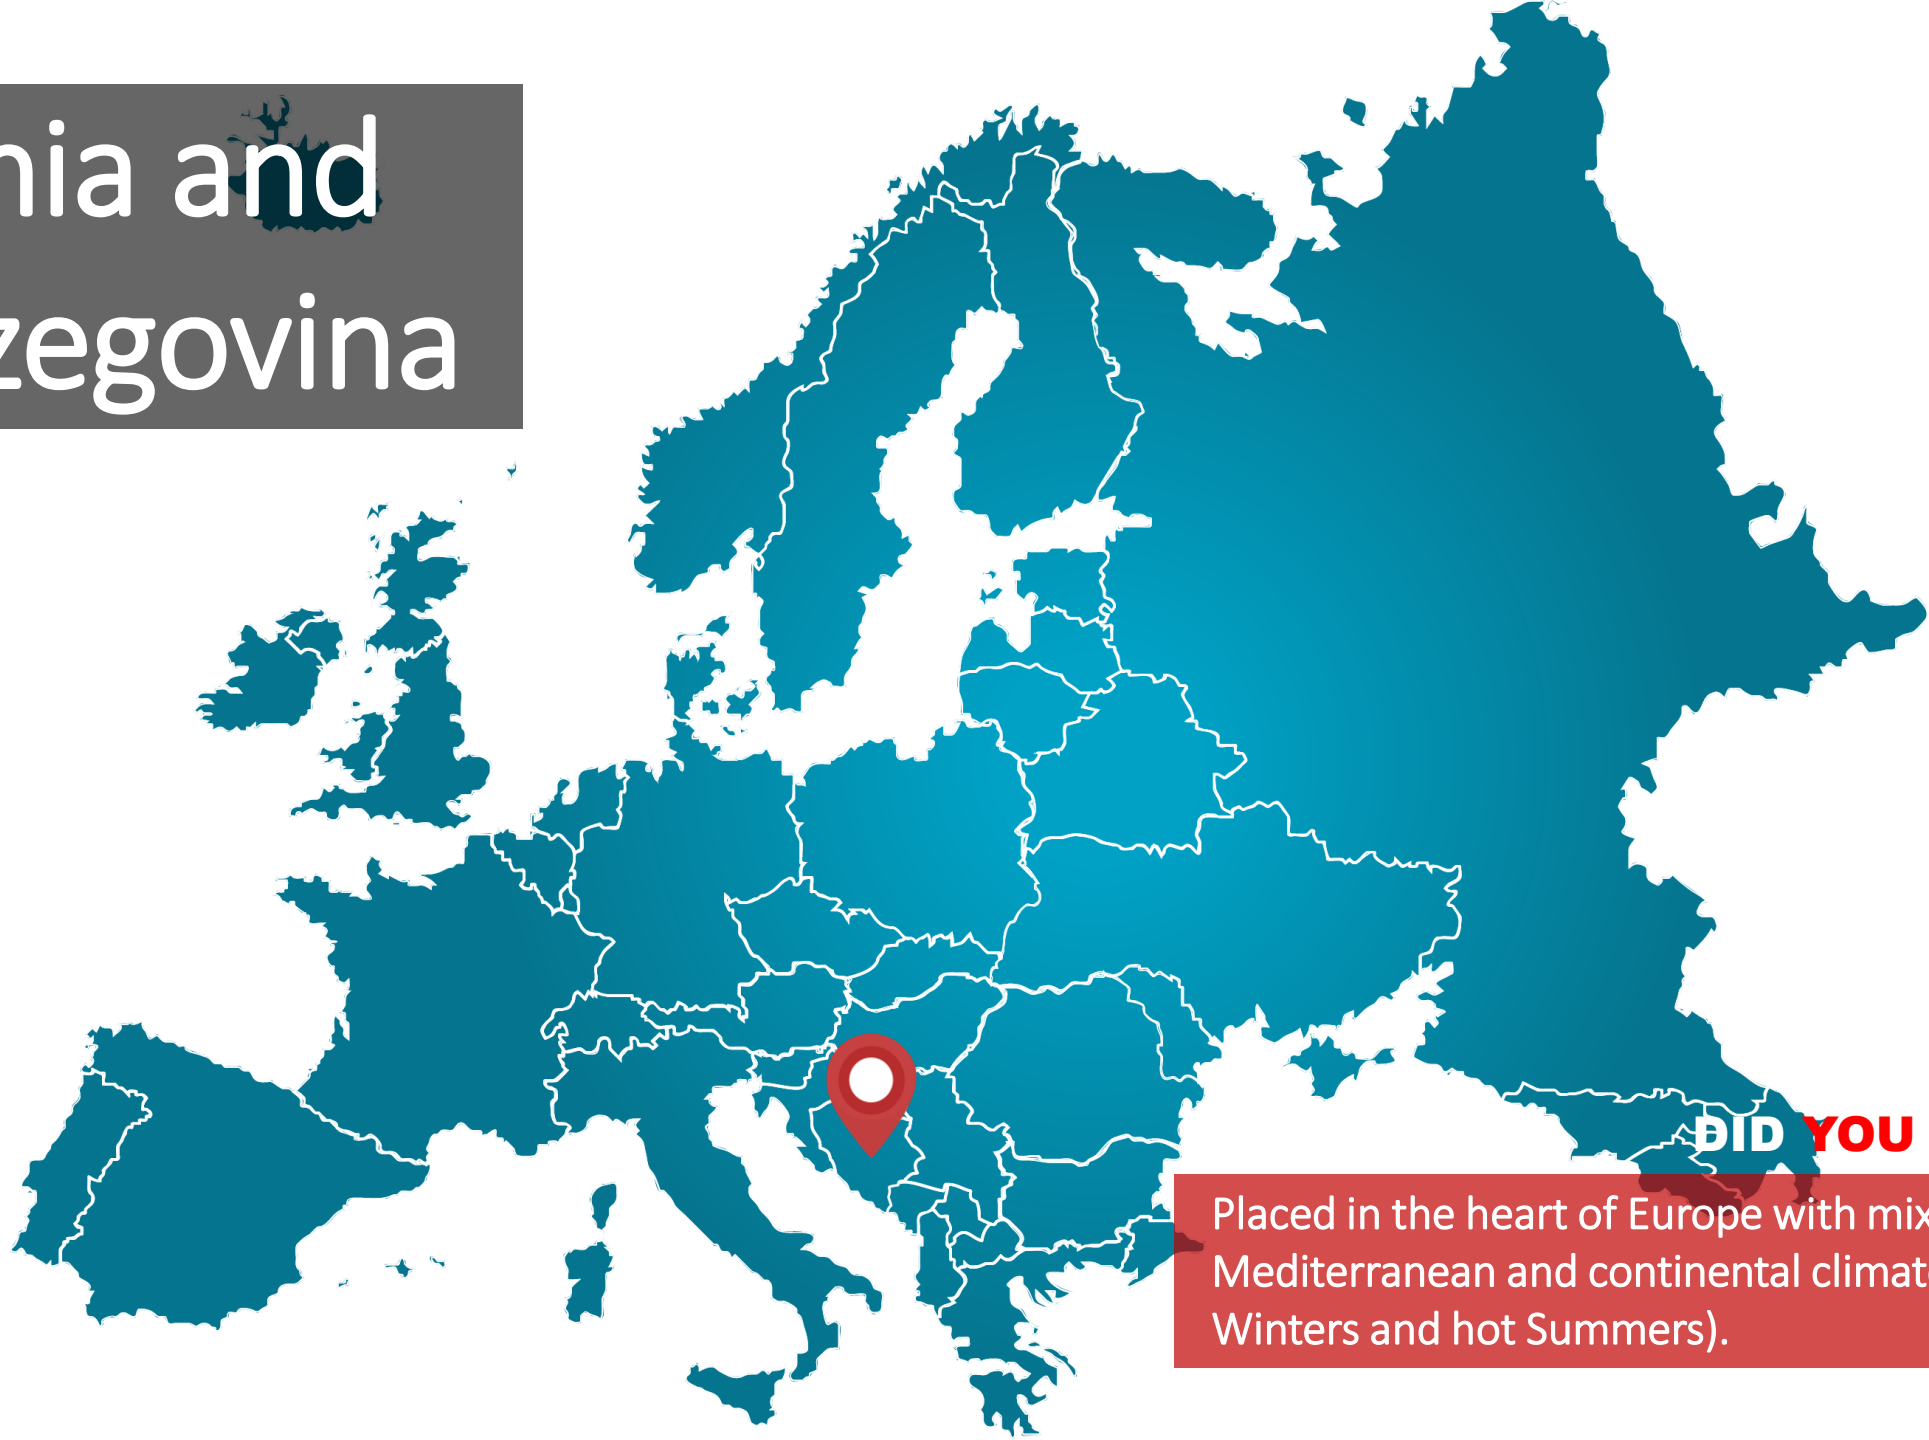 nia and
zegovina
DID YOU
Placed in the heart of Europe with mix
Mediterranean and continental climat
Winters and hot Summers).